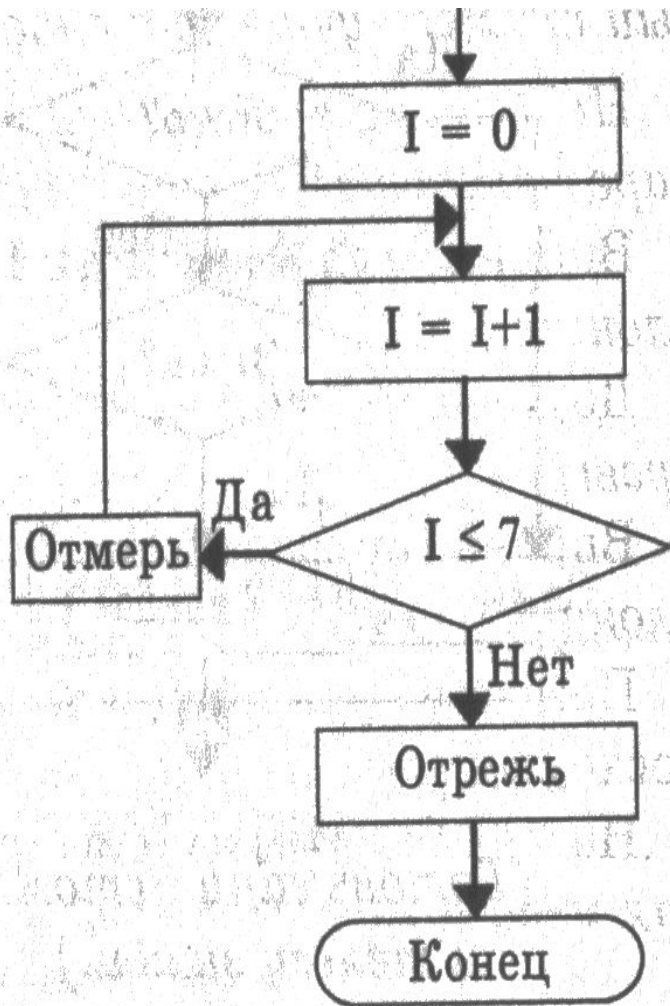 I = 0
I = I+1
I ≤ 7
Да
Отмерь
Нет
Отрежь
Конец